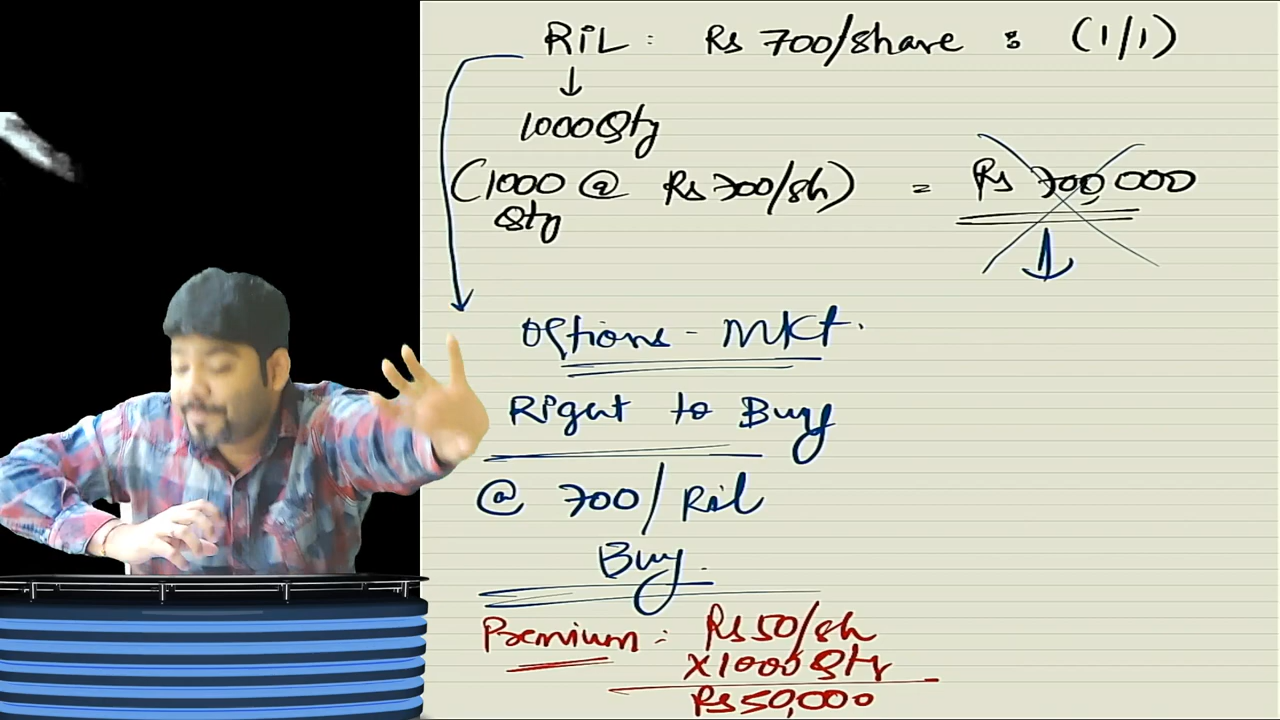 RIL : Rs 700/share : (1/1)
1000 Qty
(1000 @ Rs 700/sh) = Rs 700,000
Qty
Options - Mkt.
Right to Buy
@ 700/RIL
Buy.
Premium : Rs 50/sh
x1000 Qty
Rs 50,000